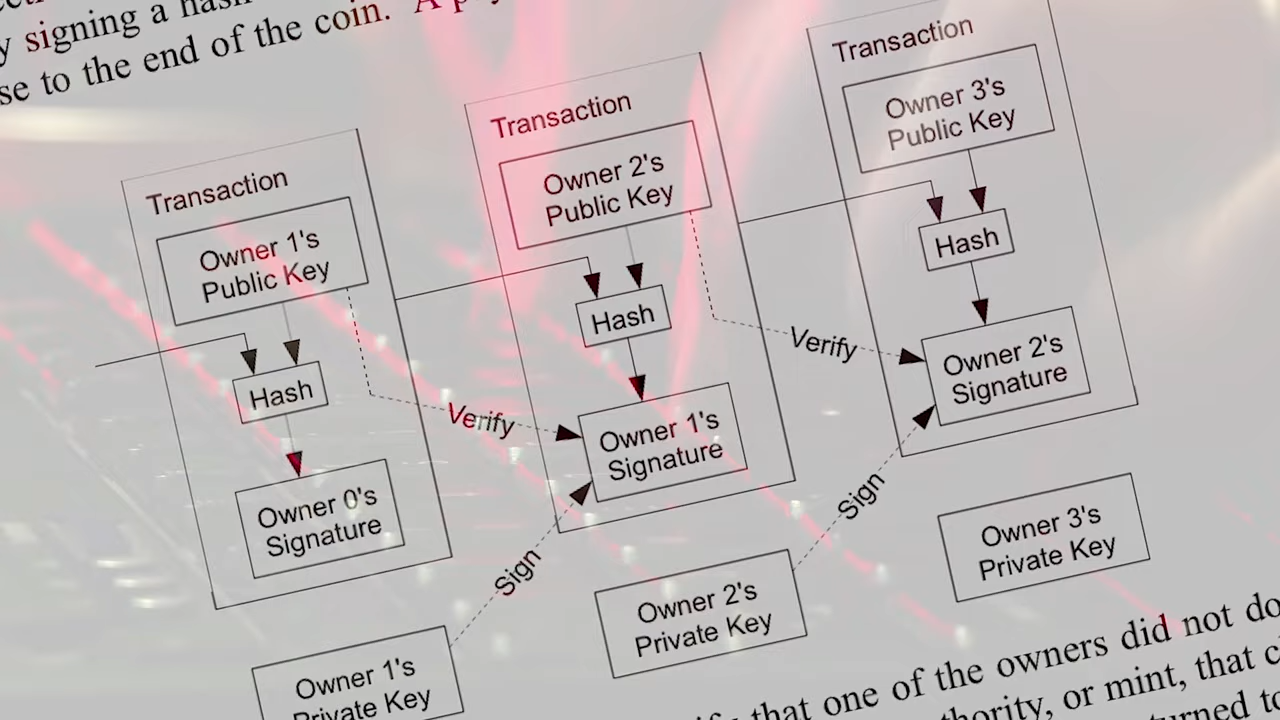 signing a hash
se to the end of the coin. A
Transaction
Owner 1's
Public Key
Hash
Owner 0's
Signature
Transaction
Owner 2's
Public Key
Hash
Verify
Owner 1's
Signature
Sign
Owner 1's
Private Key
Transaction
Owner 3's
Public Key
Hash
Verify
Owner 2's
Signature
Sign
Owner 2's
Private Key
Owner 3's
Private Key
that one of the owners did not do
or mint, that